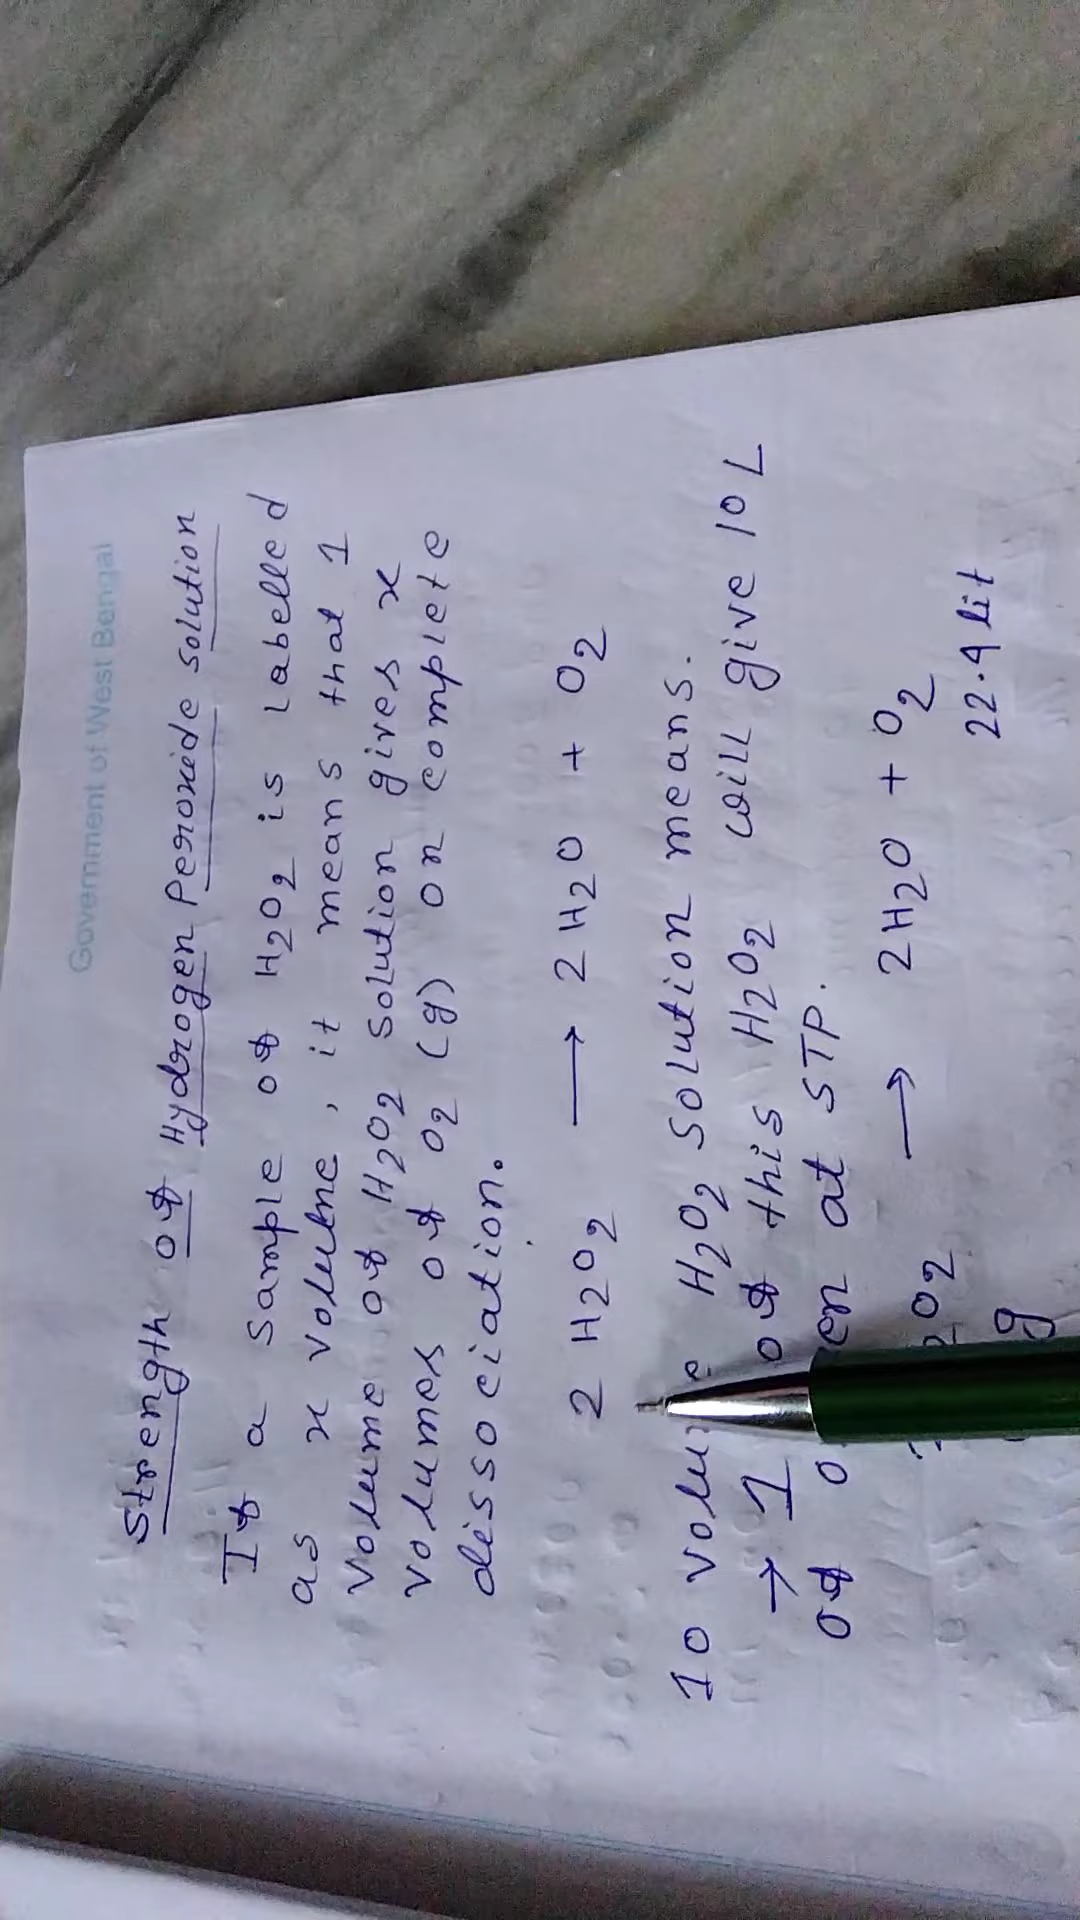 Government of West Bengal
Strength of Hydrogen Peroxide solution
If a sample of H2O2 is labelled
as x volume, it means that 1
volume of H2O2 solution gives x
volumes of O2 (g) on complete
dissociation.
2 H2O2 → 2 H2O + O2
10 volume H2O2 solution means.
→ 1 of this H2O2 will give 10 L
of at STP.
→ 2H2O + O2
22.4 lit
g